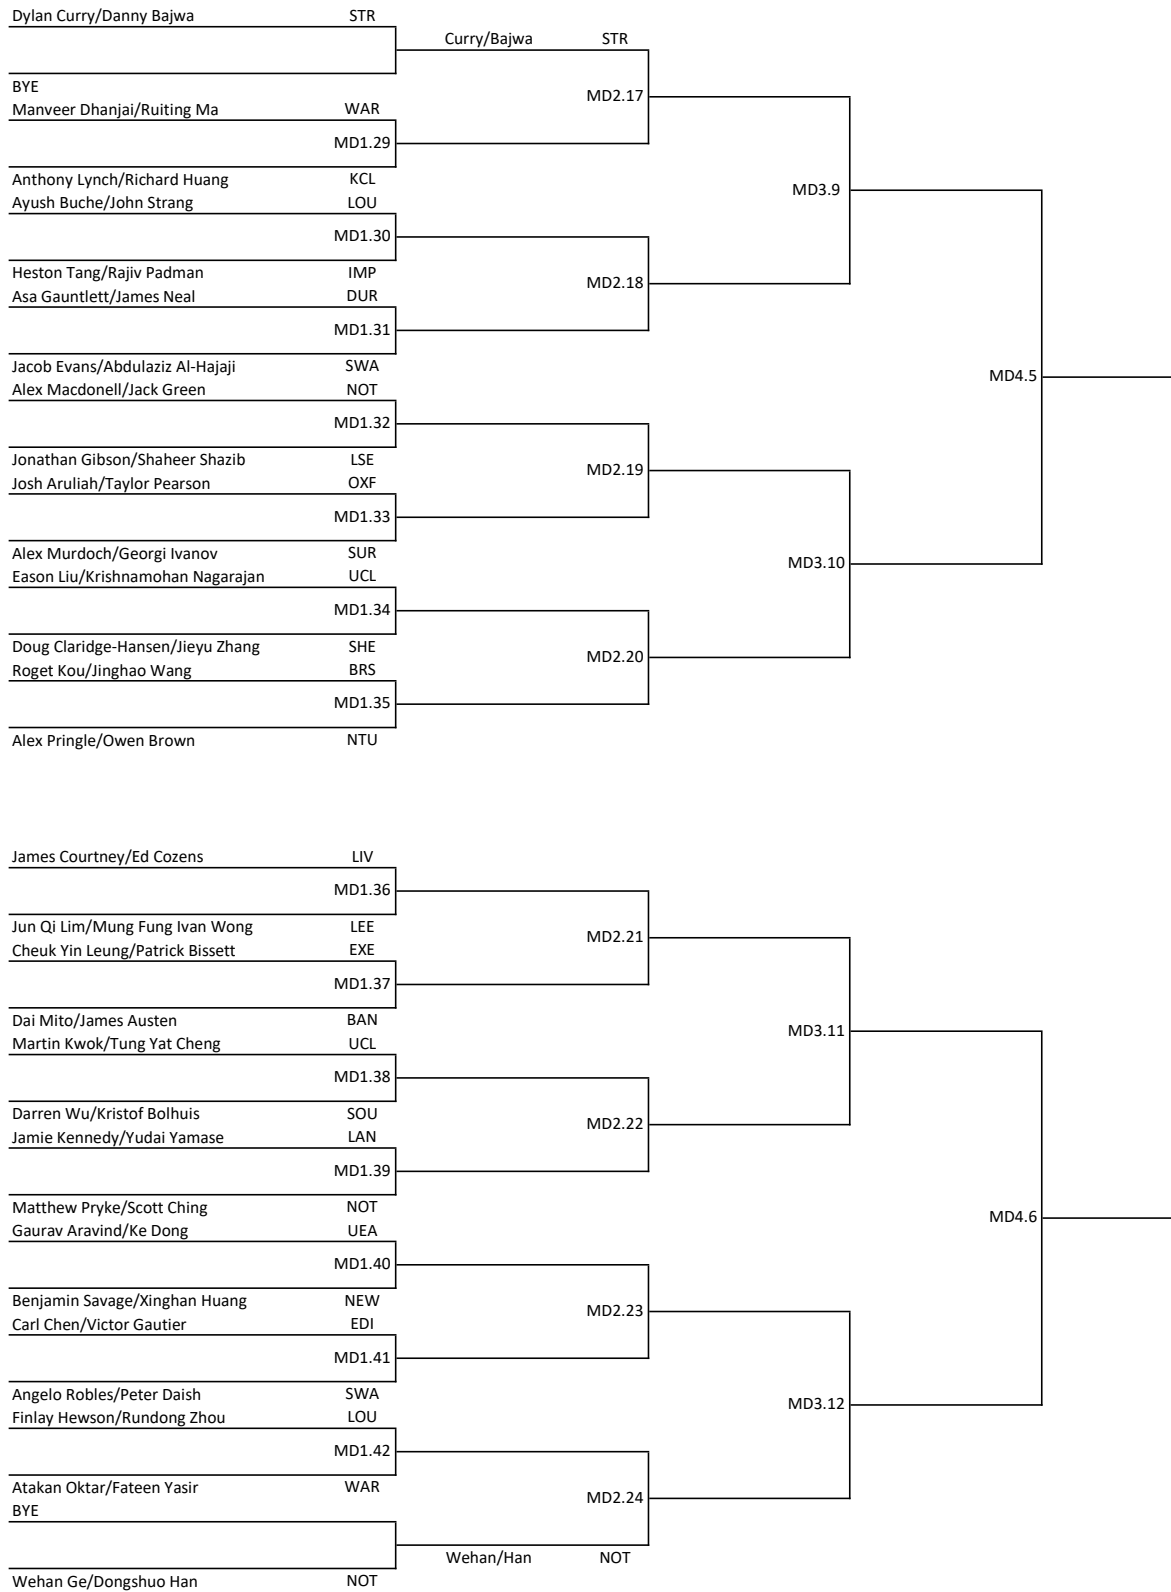 Dylan Curry/Danny Bajwa STR
Curry/Bajwa STR
BYE
MD2.17
Manveer Dhanjai/Ruiting Ma WAR
MD1.29
Anthony Lynch/Richard Huang KCL
MD3.9
Ayush Buche/John Strang LOU
MD1.30
Heston Tang/Rajiv Padman IMP
MD2.18
Asa Gauntlett/James Neal DUR
MD1.31
Jacob Evans/Abdulaziz Al-Hajaji SWA
MD4.5
Alex Macdonell/Jack Green NOT
MD1.32
Jonathan Gibson/Shaheer Shazib LSE
MD2.19
Josh Aruliah/Taylor Pearson OXF
MD1.33
Alex Murdoch/Georgi Ivanov SUR
MD3.10
Eason Liu/Krishnamohan Nagarajan UCL
MD1.34
Doug Claridge-Hansen/Jieyu Zhang SHE
MD2.20
Roget Kou/Jinghao Wang BRS
MD1.35
Alex Pringle/Owen Brown NTU
James Courtney/Ed Cozens LIV
MD1.36
Jun Qi Lim/Mung Fung Ivan Wong LEE
MD2.21
Cheuk Yin Leung/Patrick Bissett EXE
MD1.37
Dai Mito/James Austen BAN
MD3.11
Martin Kwok/Tung Yat Cheng UCL
MD1.38
Darren Wu/Kristof Bolhuis SOU
MD2.22
Jamie Kennedy/Yudai Yamase LAN
MD1.39
Matthew Pryke/Scott Ching NOT
MD4.6
Gaurav Aravind/Ke Dong UEA
MD1.40
Benjamin Savage/Xinghan Huang NEW
MD2.23
Carl Chen/Victor Gautier EDI
MD1.41
Angelo Robles/Peter Daish SWA
MD3.12
Finlay Hewson/Rundong Zhou LOU
MD1.42
Atakan Oktar/Fateen Yasir WAR
MD2.24
BYE
Wehan/Han NOT
Wehan Ge/Dongshuo Han NOT